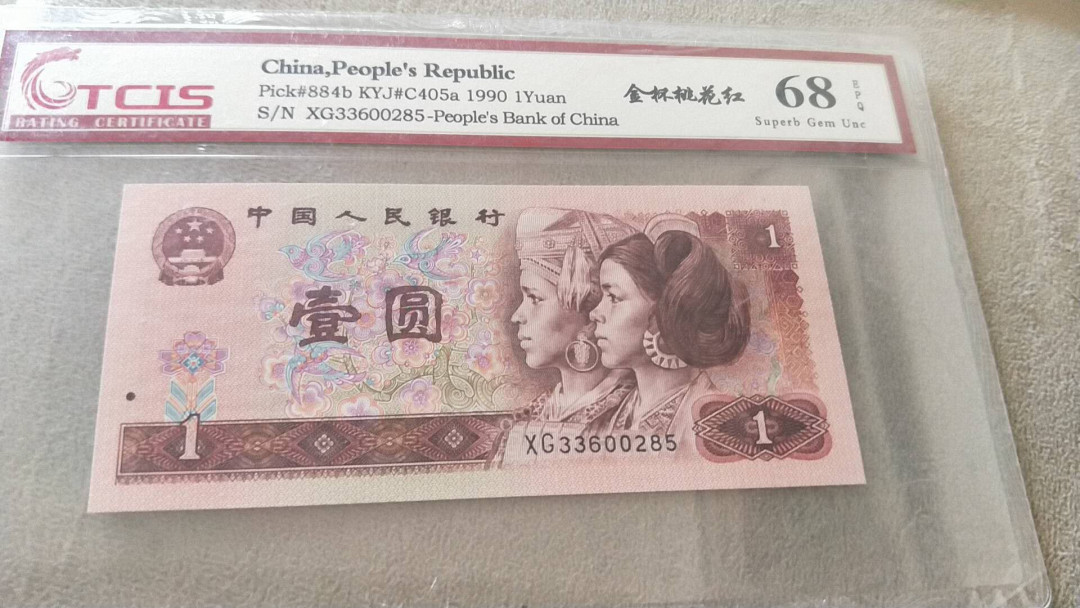 TCIS
RATING CERTIFICATE
China,People's Republic
Pick#884b KYJ#C405a 1990 1Yuan
S/N XG33600285-People's Bank of China
金杯桃花红
68
EPQ
Superb Gem Unc
中国人民银行
1
壹圆
1
XG33600285
1